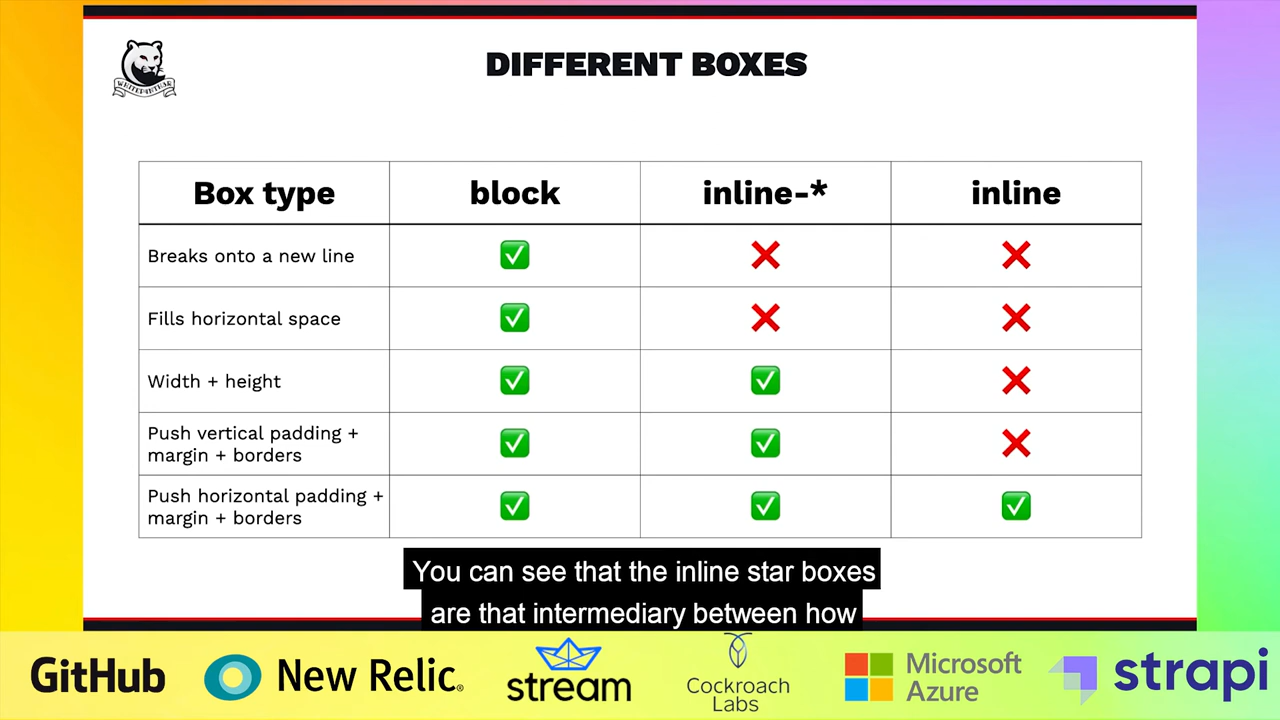 DIFFERENT BOXES
WHITEP4NTH3R
Box type block inline-* inline
Breaks onto a new line ✅ ❌ ❌
Fills horizontal space ✅ ❌ ❌
Width + height ✅ ✅ ❌
Push vertical padding +
margin + borders ✅ ✅ ❌
Push horizontal padding +
margin + borders ✅ ✅ ✅
You can see that the inline star boxes
are that intermediary between how
GitHub New Relic® stream Cockroach Labs Microsoft Azure strapi